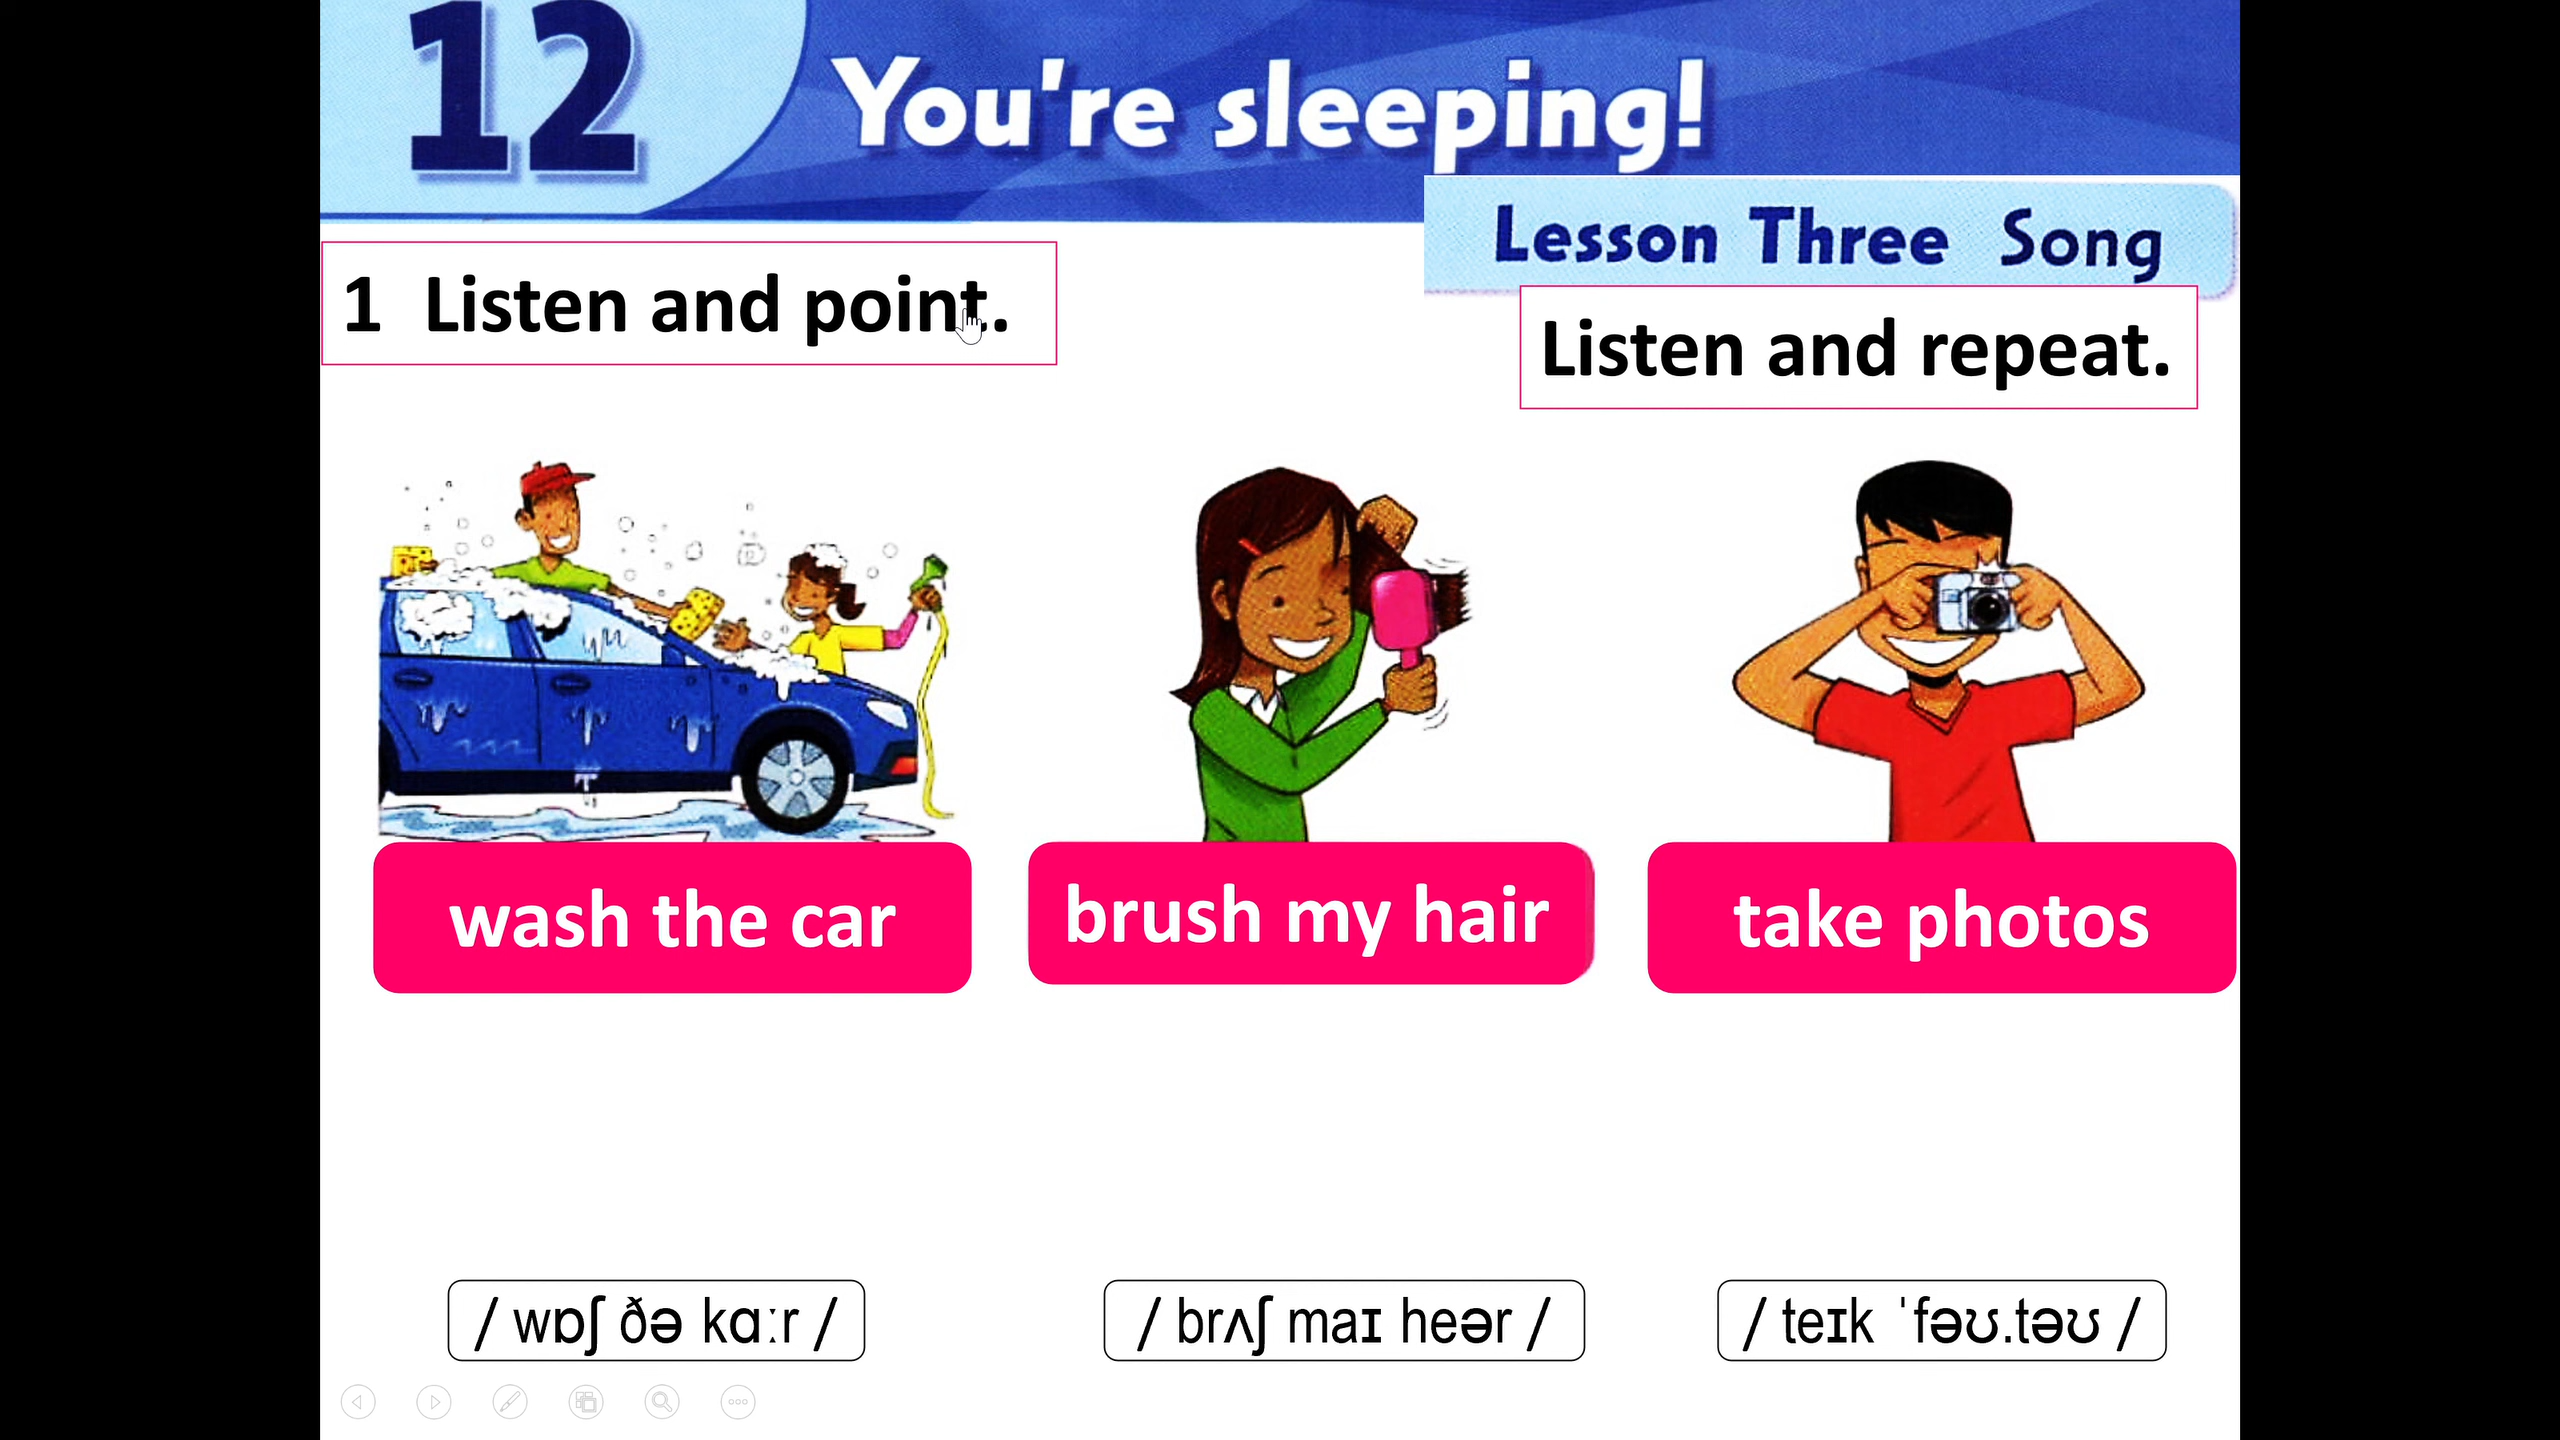 12
You're sleeping!
Lesson Three Song
1 Listen and point.
Listen and repeat.
wash the car
brush my hair
take photos
/ wɒʃ ðə kɑːr /
/ brʌʃ maɪ heər /
/ teɪk ˈfəʊ.təʊ /